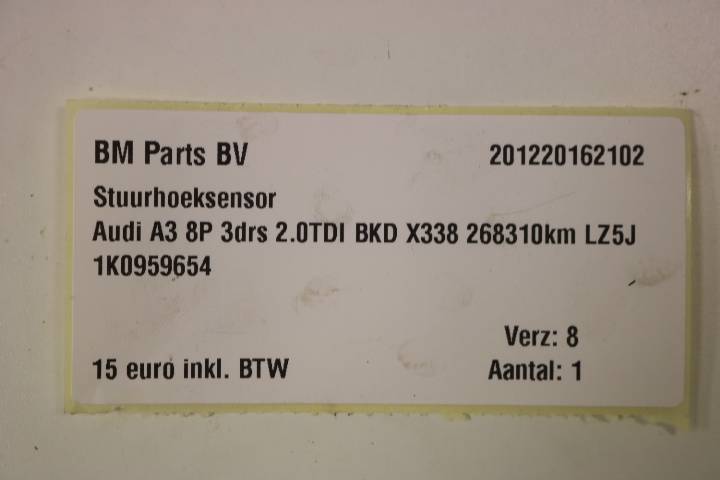 BM Parts BV 201220162102
Stuurhoeksensor
Audi A3 8P 3drs 2.0TDI BKD X338 268310km LZ5J
1K0959654
Verz: 8
15 euro inkl. BTW Aantal: 1